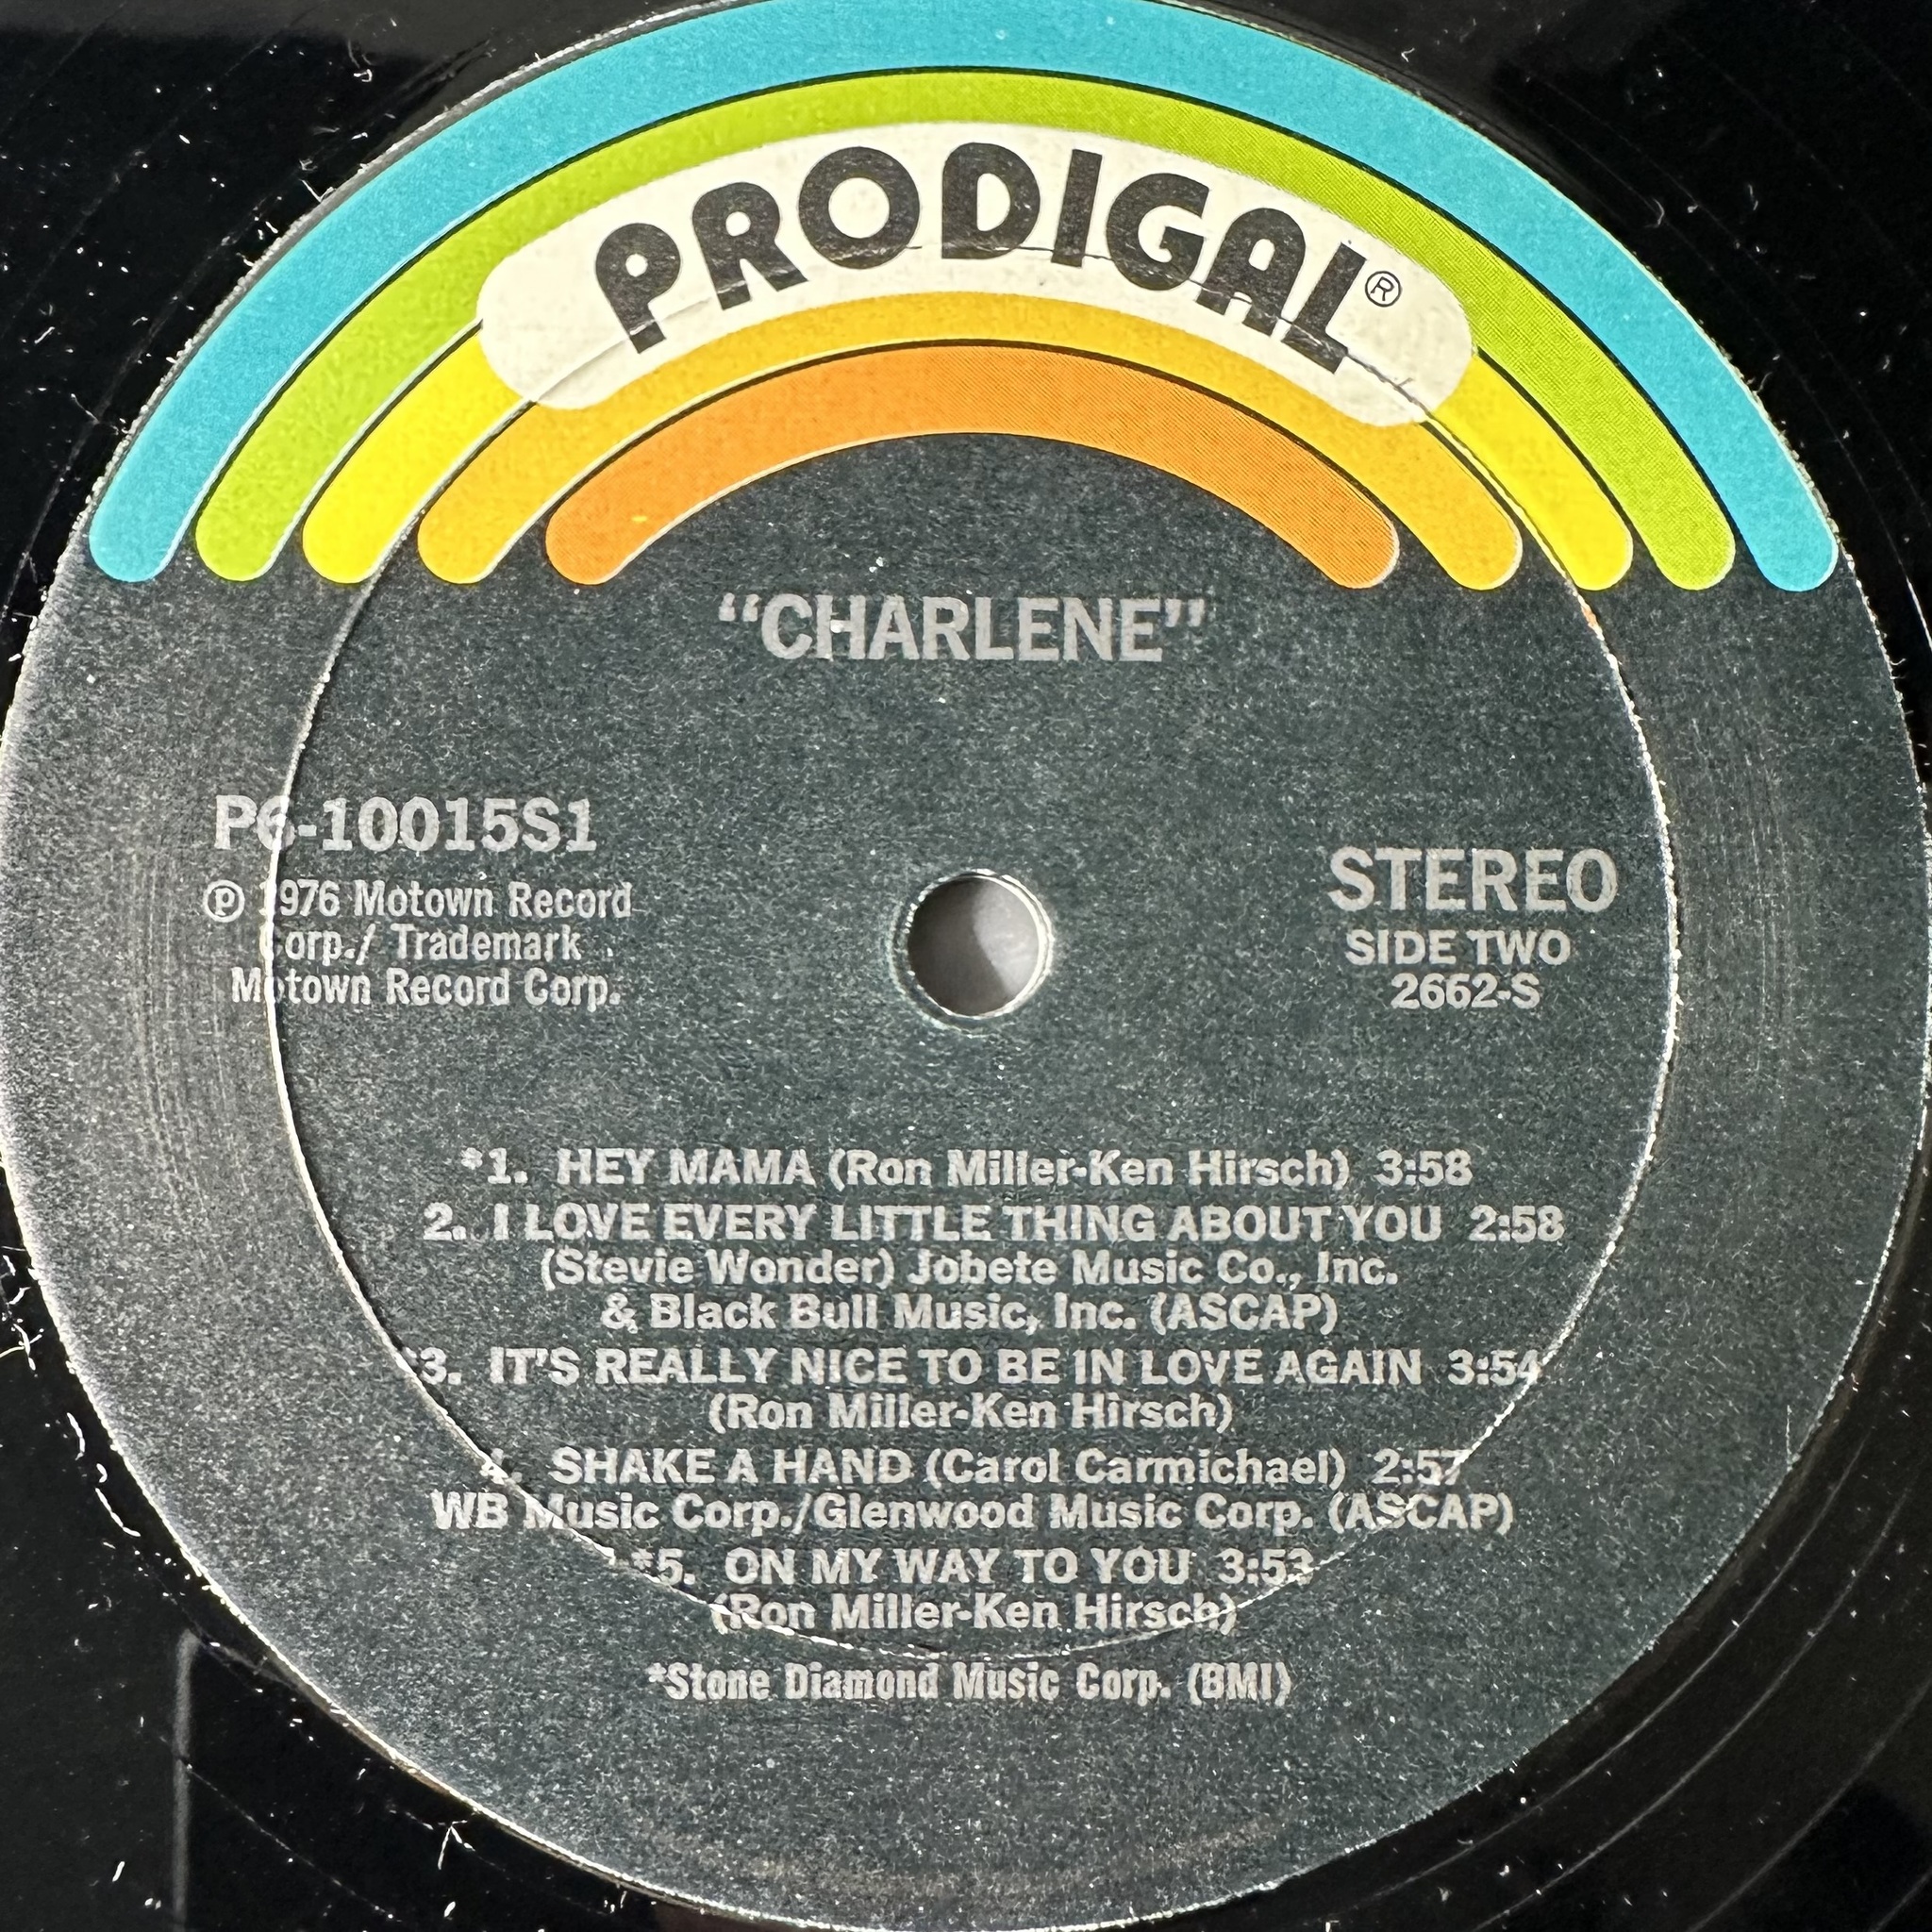 PRODIGAL®
“CHARLENE”
P6-10015S1
℗ 1976 Motown Record
Corp./ Trademark
Motown Record Corp.
STEREO
SIDE TWO
2662-S
*1. HEY MAMA (Ron Miller-Ken Hirsch) 3:58
2. I LOVE EVERY LITTLE THING ABOUT YOU 2:58
(Stevie Wonder) Jobete Music Co., Inc.
& Black Bull Music, Inc. (ASCAP)
*3. IT'S REALLY NICE TO BE IN LOVE AGAIN 3:54
(Ron Miller-Ken Hirsch)
4. SHAKE A HAND (Carol Carmichael) 2:57
WB Music Corp./Glenwood Music Corp. (ASCAP)
*5. ON MY WAY TO YOU 3:53
(Ron Miller-Ken Hirsch)
*Stone Diamond Music Corp. (BMI)